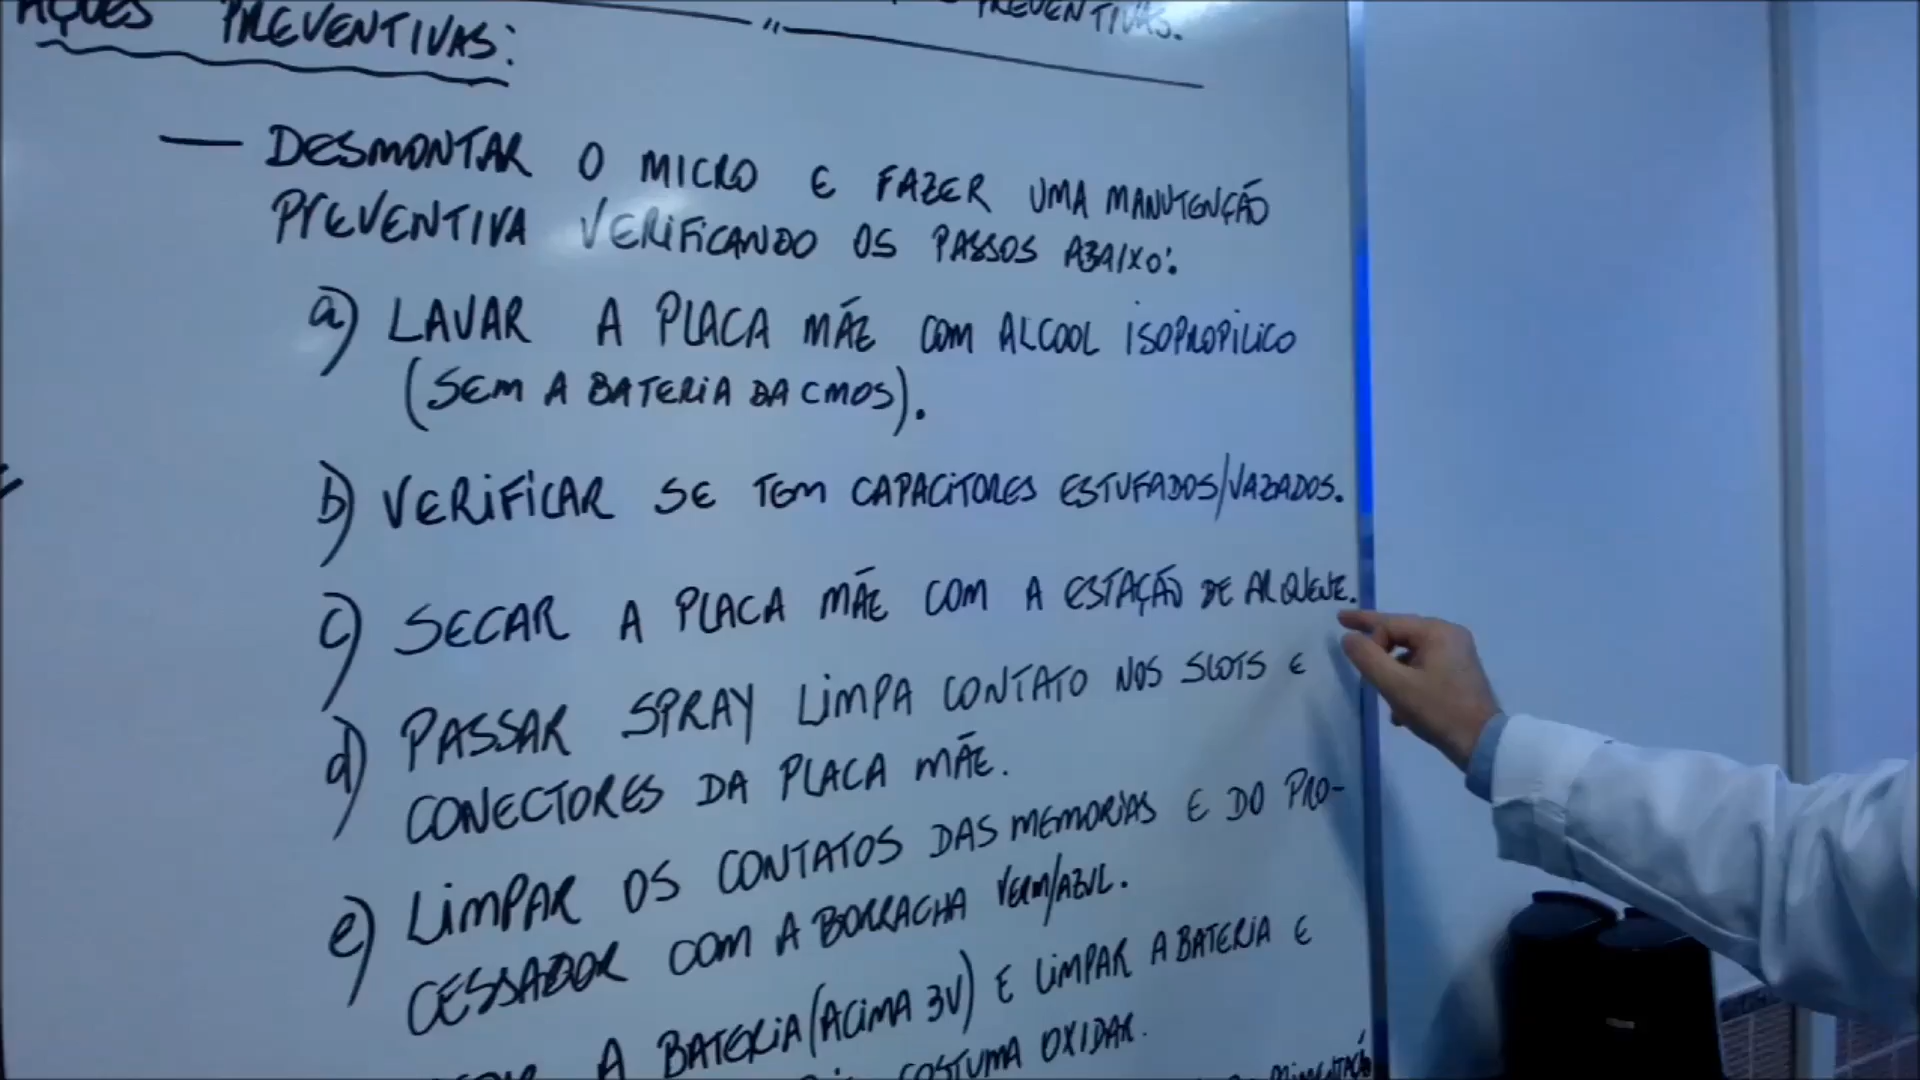 AÇÕES PREVENTIVAS:
PREVENTIVAS.
"
— DESMONTAR O MICRO E FAZER UMA MANUTENÇÃO
PREVENTIVA VERIFICANDO OS PASSOS ABAIXO:
a) LAVAR A PLACA MÃE COM ALCOOL ISOPROPILICO
(SEM A BATERIA DA CMOS).
b) VERIFICAR SE TEM CAPACITORES ESTUFADOS/VAZADOS.
c) SECAR A PLACA MÃE COM A ESTAÇÃO DE AR QUENTE.
d) PASSAR SPRAY LIMPA CONTATO NOS SLOTS E
CONECTORES DA PLACA MÃE.
e) LIMPAR OS CONTATOS DAS MEMORIAS E DO PRO-
CESSADOR COM A BORRACHA VERM/AZUL.
A BATERIA (ACIMA 3V) E LIMPAR A BATERIA E
COSTUMA OXIDAR.